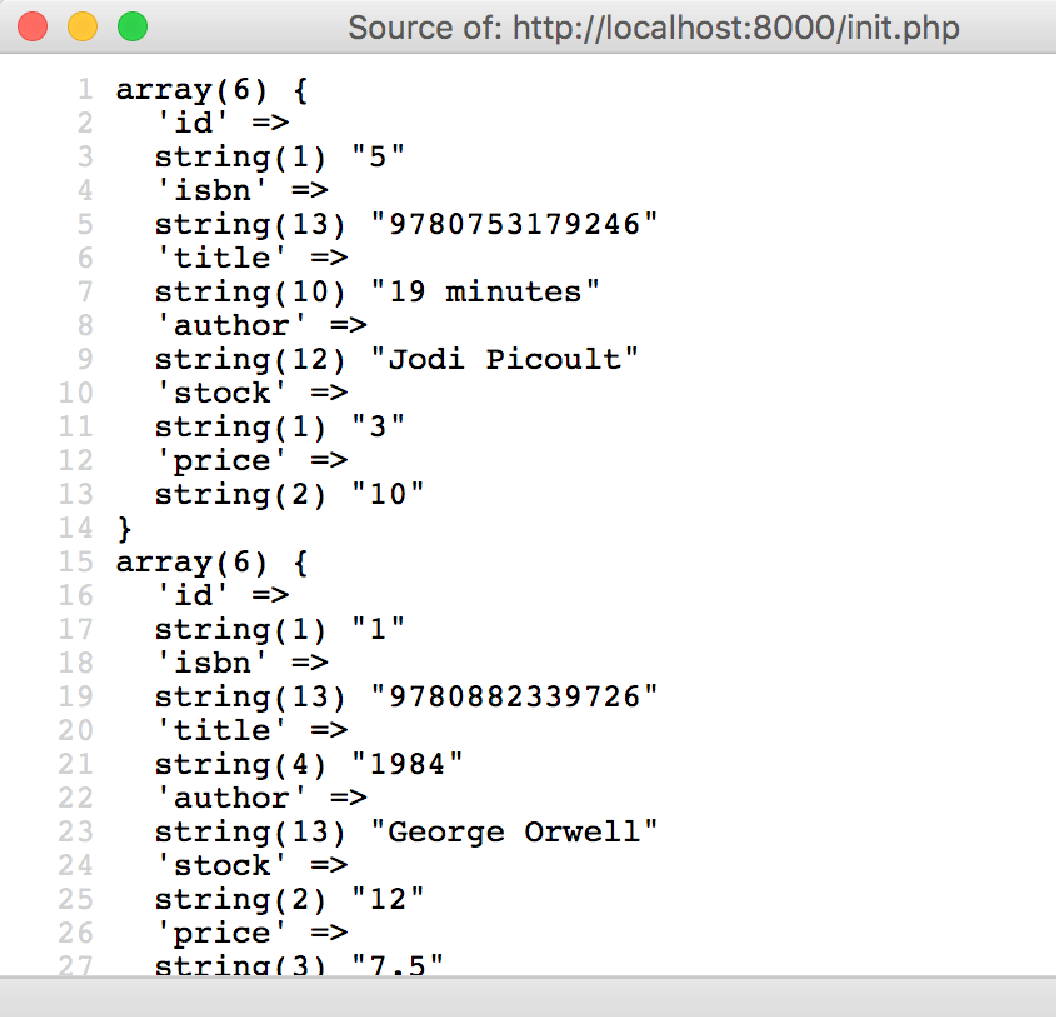 Source of: http://localhost:8000/init.php
1 array(6) {
2   'id' =>
3   string(1) "5"
4   'isbn' =>
5   string(13) "9780753179246"
6   'title' =>
7   string(10) "19 minutes"
8   'author' =>
9   string(12) "Jodi Picoult"
10   'stock' =>
11   string(1) "3"
12   'price' =>
13   string(2) "10"
14 }
15 array(6) {
16   'id' =>
17   string(1) "1"
18   'isbn' =>
19   string(13) "9780882339726"
20   'title' =>
21   string(4) "1984"
22   'author' =>
23   string(13) "George Orwell"
24   'stock' =>
25   string(2) "12"
26   'price' =>
27   string(3) "7.5"